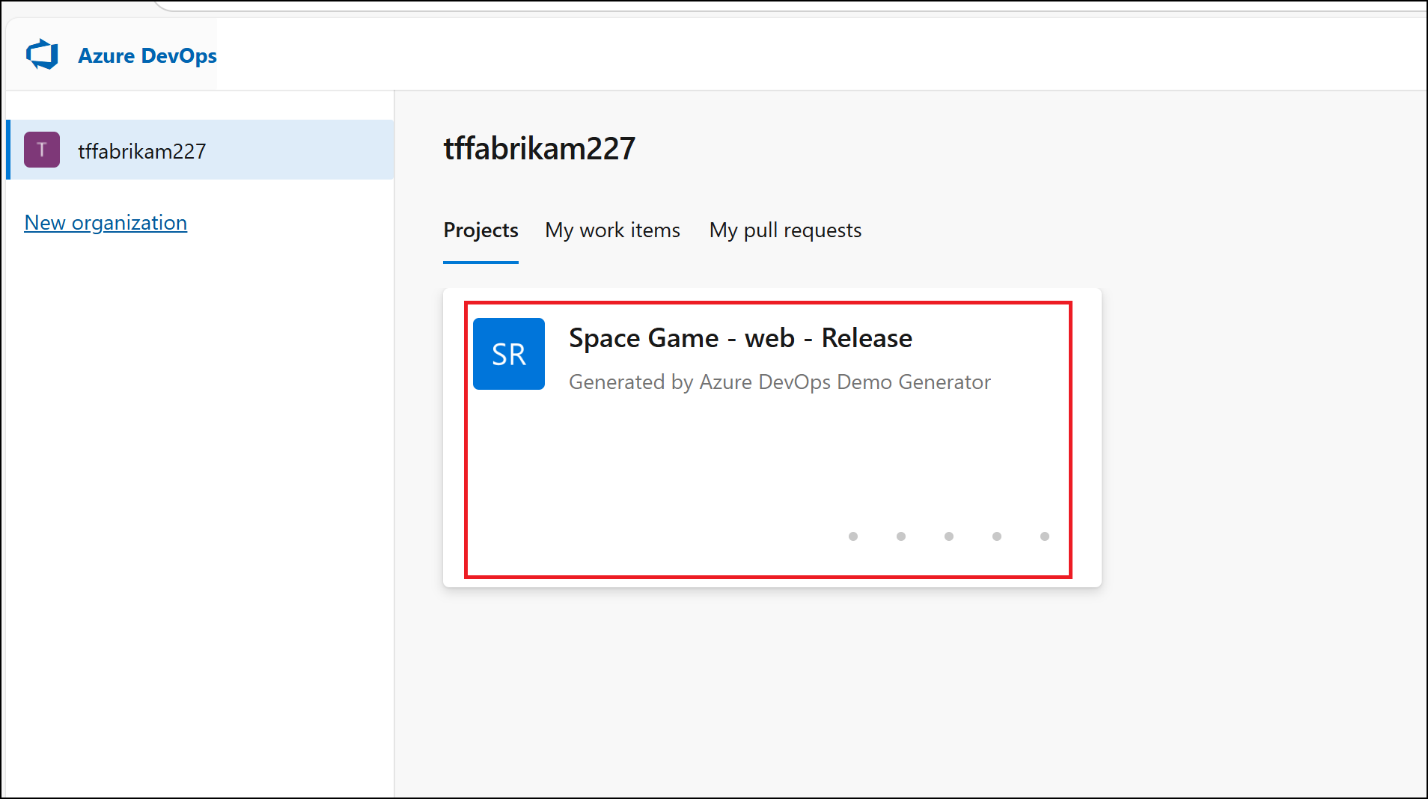 Azure DevOps
T
tffabrikam227
New organization
tffabrikam227
Projects
My work items
My pull requests
SR
Space Game - web - Release
Generated by Azure DevOps Demo Generator